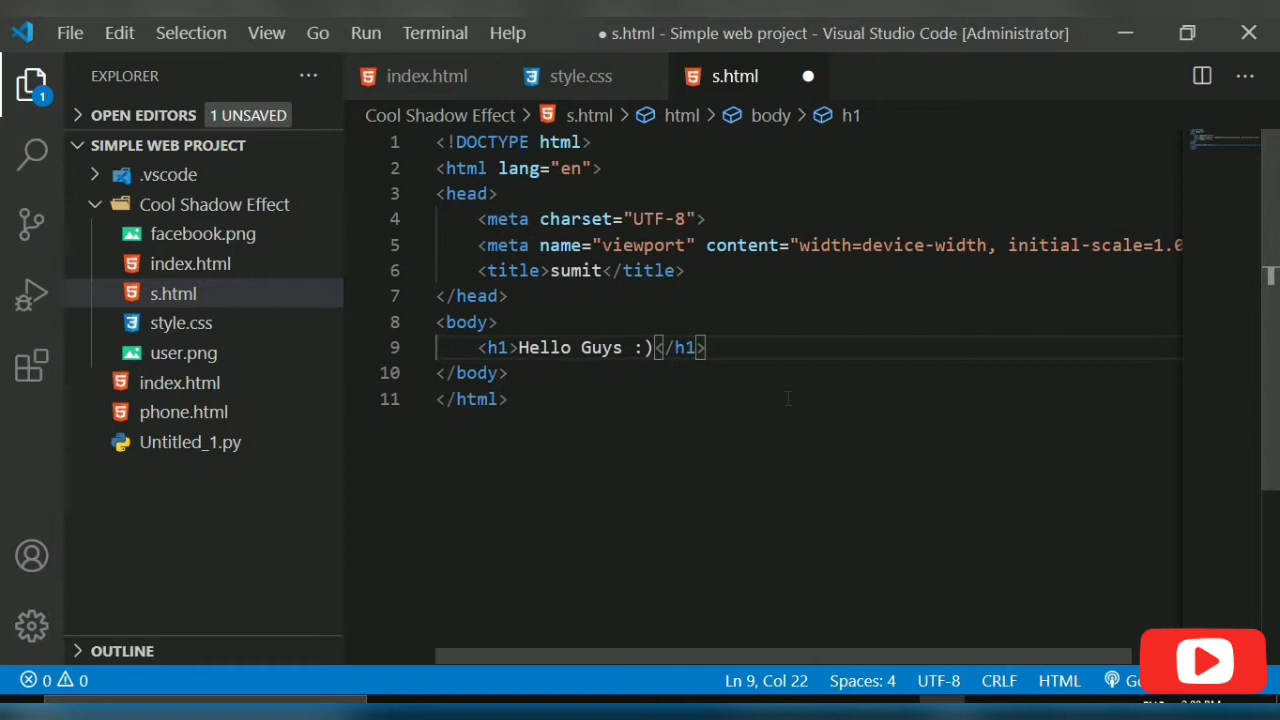 File Edit Selection View Go Run Terminal Help ● s.html - Simple web project - Visual Studio Code [Administrator]
EXPLORER ···
1
OPEN EDITORS 1 UNSAVED
SIMPLE WEB PROJECT
.vscode
Cool Shadow Effect
facebook.png
index.html
s.html
style.css
user.png
index.html
phone.html
Untitled_1.py
OUTLINE
index.html style.css s.html ●
Cool Shadow Effect > s.html > html > body > h1
1 <!DOCTYPE html>
2 <html lang="en">
3 <head>
4 <meta charset="UTF-8">
5 <meta name="viewport" content="width=device-width, initial-scale=1.0
6 <title>sumit</title>
7 </head>
8 <body>
9 <h1>Hello Guys :)</h1>
10 </body>
11 </html>
0 0 Ln 9, Col 22 Spaces: 4 UTF-8 CRLF HTML